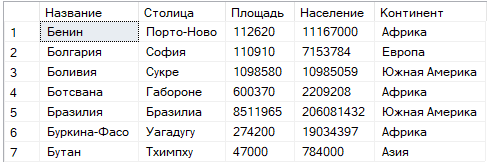 Название Столица Площадь Население Континент
1 Бенин Порто-Ново 112620 11167000 Африка
2 Болгария София 110910 7153784 Европа
3 Боливия Сукре 1098580 10985059 Южная Америка
4 Ботсвана Габороне 600370 2209208 Африка
5 Бразилия Бразилиа 8511965 206081432 Южная Америка
6 Буркина-Фасо Уагадугу 274200 19034397 Африка
7 Бутан Тхимпху 47000 784000 Азия